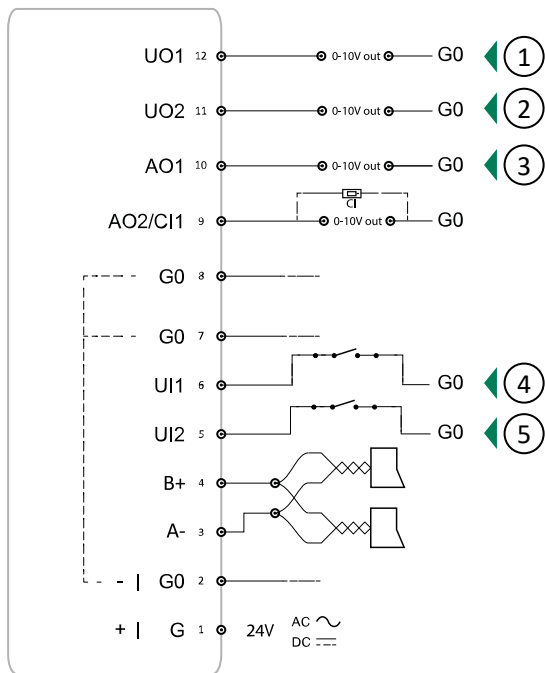 UO1 12 0-10V out G0 1
UO2 11 0-10V out G0 2
AO1 10 0-10V out G0 3
CI
AO2/CI1 9 0-10V out G0
G0 8
G0 7
UI1 6 G0 4
UI2 5 G0 5
B+ 4
A- 3
- | G0 2
+ | G 1 24V AC
DC